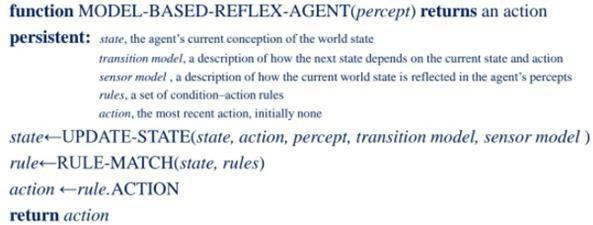 function MODEL-BASED-REFLEX-AGENT(percept) returns an action
persistent: state, the agent's current conception of the world state
transition model, a description of how the next state depends on the current state and action
sensor model , a description of how the current world state is reflected in the agent's percepts
rules, a set of condition–action rules
action, the most recent action, initially none
state←UPDATE-STATE(state, action, percept, transition model, sensor model )
rule←RULE-MATCH(state, rules)
action ←rule.ACTION
return action